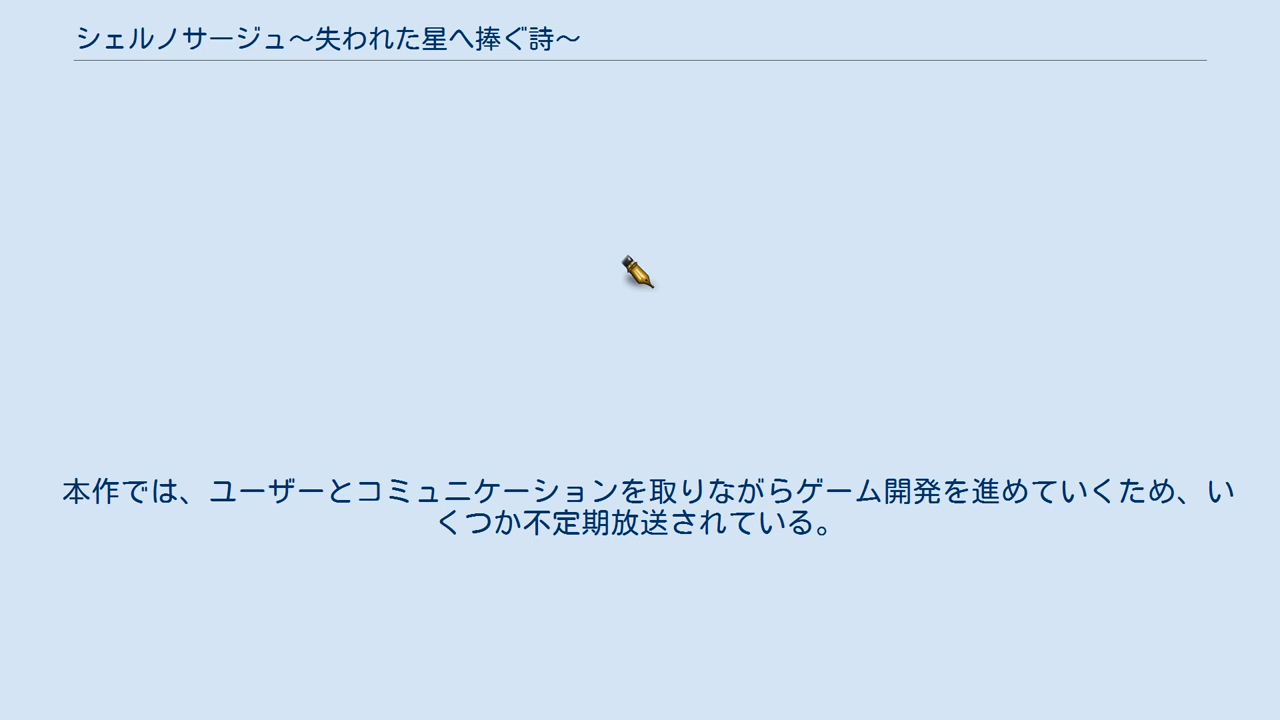 シェルノサージュ～失われた星へ捧ぐ詩～
本作では、ユーザーとコミュニケーションを取りながらゲーム開発を進めていくため、い
くつか不定期放送されている。